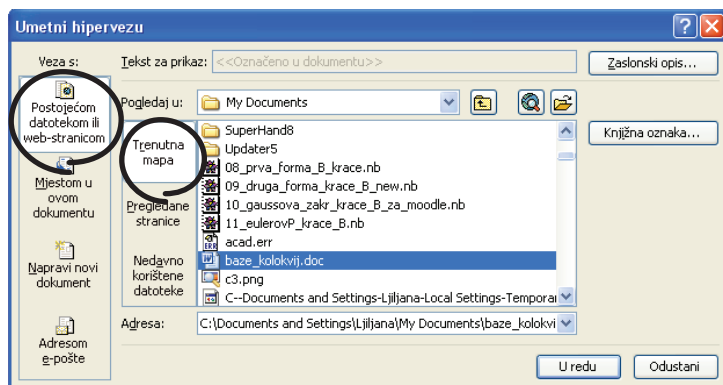 Umetni hipervezu
Veza s:
Tekst za prikaz: <<Označeno u dokumentu>>
Zaslonski opis...
Postojećom
datotekom ili
web-stranicom
Mjestom u
ovom
dokumentu
Napravi novi
dokument
Adresom
e-pošte
Pogledaj u:
My Documents
Knjižna oznaka...
Trenutna
mapa
Pregledane
stranice
Nedavno
korištene
datoteke
SuperHand8
Updater5
08_prva_forma_B_krace.nb
09_druga_forma_krace_B_new.nb
10_gaussova_zakr_krace_B_za_moodle.nb
11_eulerovP_krace_B.nb
acad.err
baze_kolokvij.doc
c3.png
C--Documents and Settings-Ljiljana-Local Settings-Temporar
Adresa:
C:\Documents and Settings\Ljiljana\My Documents\baze_kolokvi
U redu
Odustani